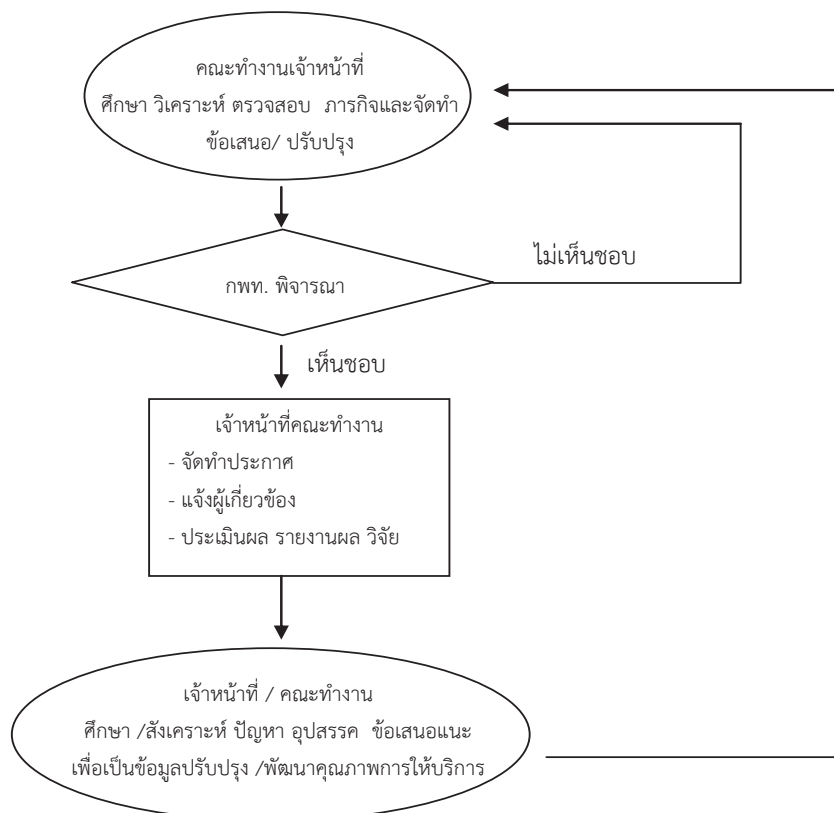 คณะทำงานเจ้าหน้าที่
ศึกษา วิเคราะห์ ตรวจสอบ ภารกิจและจัดทำ
ข้อเสนอ/ ปรับปรุง
กพท. พิจารณา
ไม่เห็นชอบ
เห็นชอบ
เจ้าหน้าที่คณะทำงาน
- จัดทำประกาศ
- แจ้งผู้เกี่ยวข้อง
- ประเมินผล รายงานผล วิจัย
เจ้าหน้าที่ / คณะทำงาน
ศึกษา /สังเคราะห์ ปัญหา อุปสรรค ข้อเสนอแนะ
เพื่อเป็นข้อมูลปรับปรุง /พัฒนาคุณภาพการให้บริการ